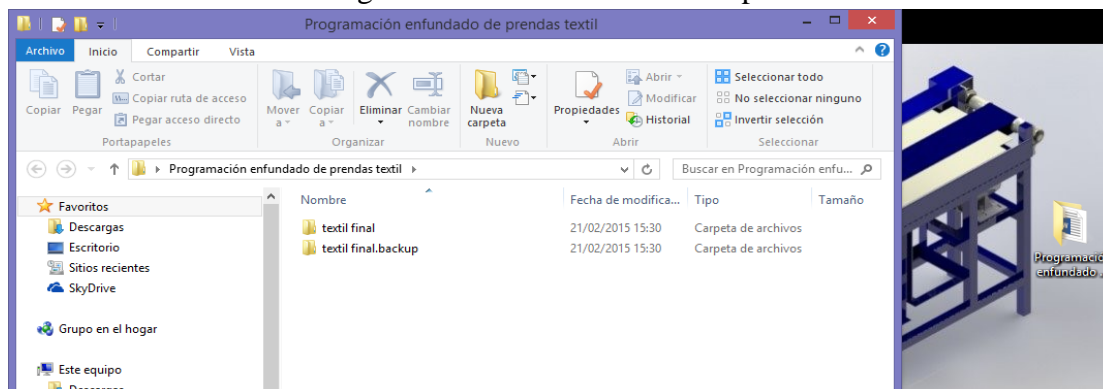 Programación enfundado de prendas textil
Archivo Inicio Compartir Vista
Copiar
Pegar
Cortar
Copiar ruta de acceso
Pegar acceso directo
Portapapeles
Mover a
Copiar a
Eliminar
Cambiar nombre
Organizar
Nueva carpeta
Nuevo
Propiedades
Abrir
Modificar
Historial
Abrir
Seleccionar todo
No seleccionar ninguno
Invertir selección
Seleccionar
Programación enfundado de prendas textil
Buscar en Programación enfu...
Favoritos
Descargas
Escritorio
Sitios recientes
SkyDrive
Grupo en el hogar
Este equipo
Nombre Fecha de modifica... Tipo Tamaño
textil final 21/02/2015 15:30 Carpeta de archivos
textil final.backup 21/02/2015 15:30 Carpeta de archivos
Programació
enfundado ...